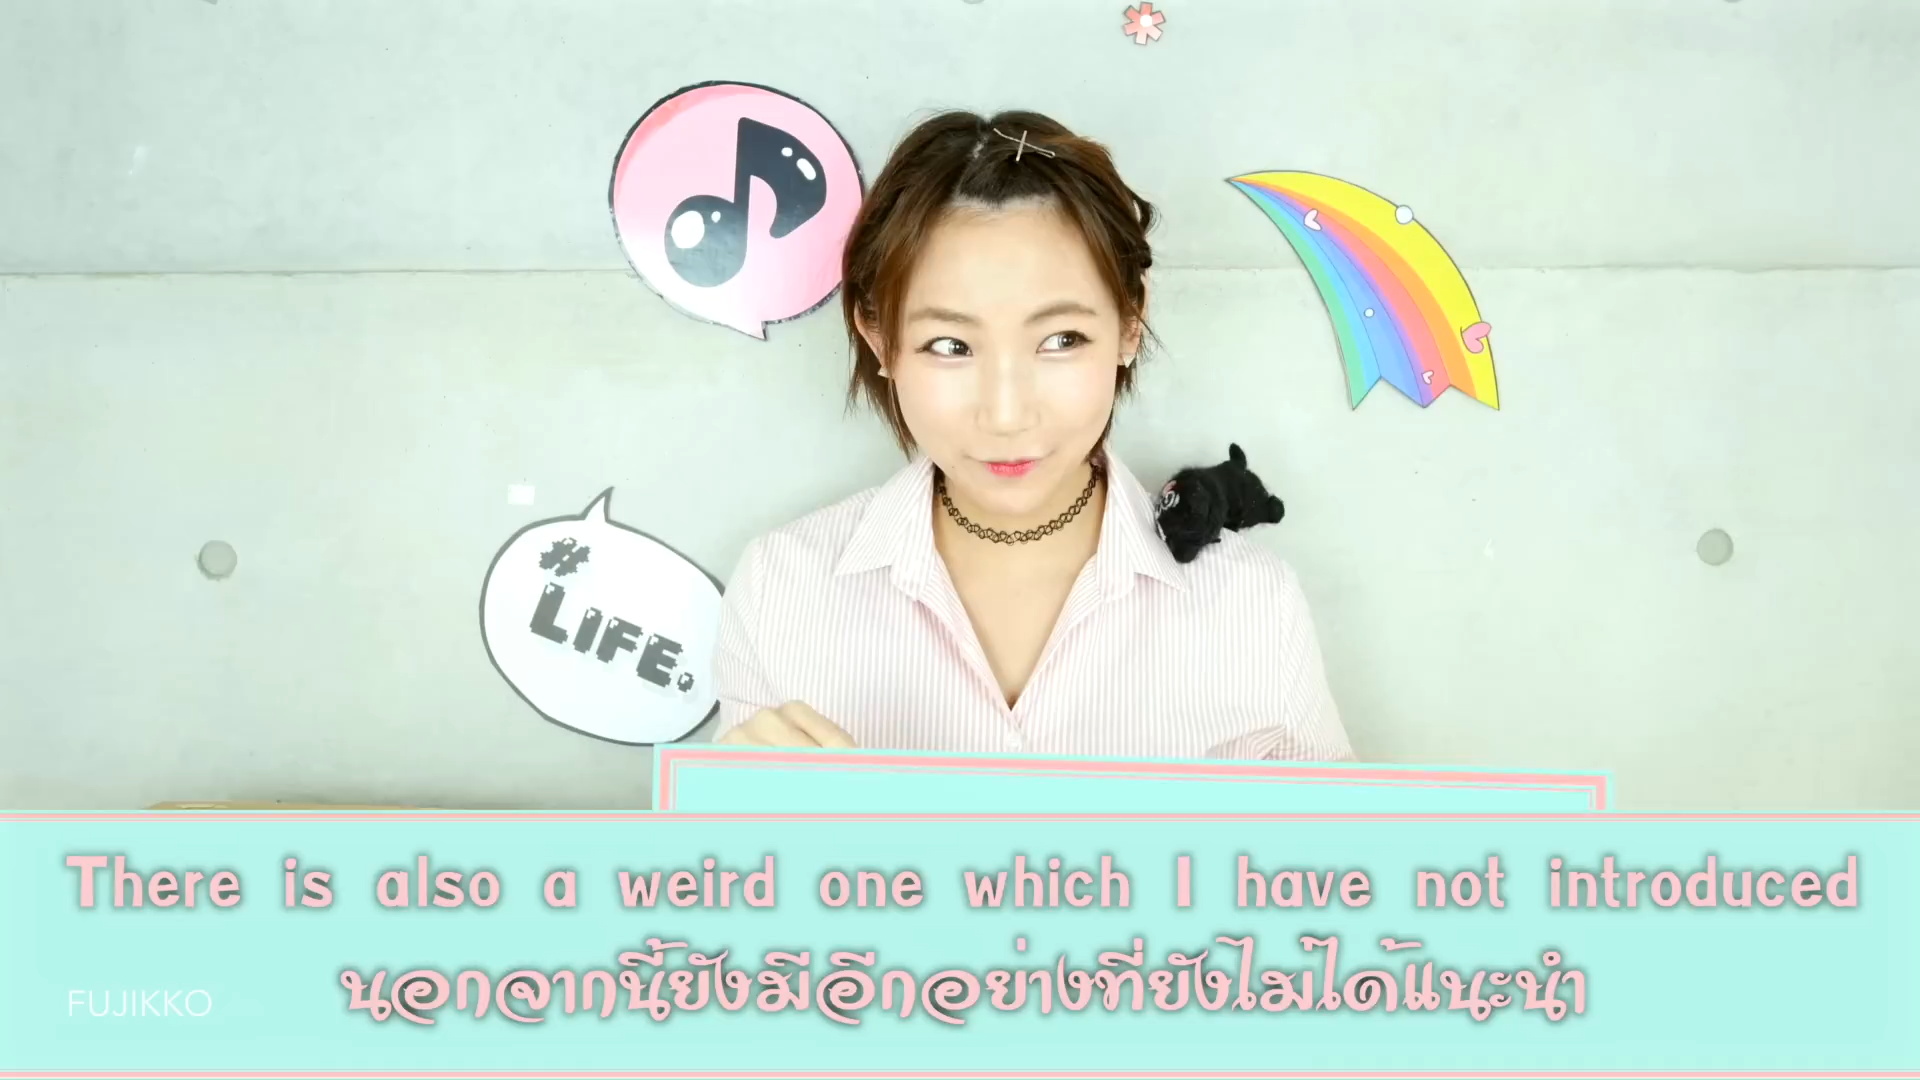 #
LIFE.
There is also a weird one which I have not introduced
นอกจากนี้ยังมีอีกอย่างที่ยังไม่ได้แนะนำ
FUJIKKO